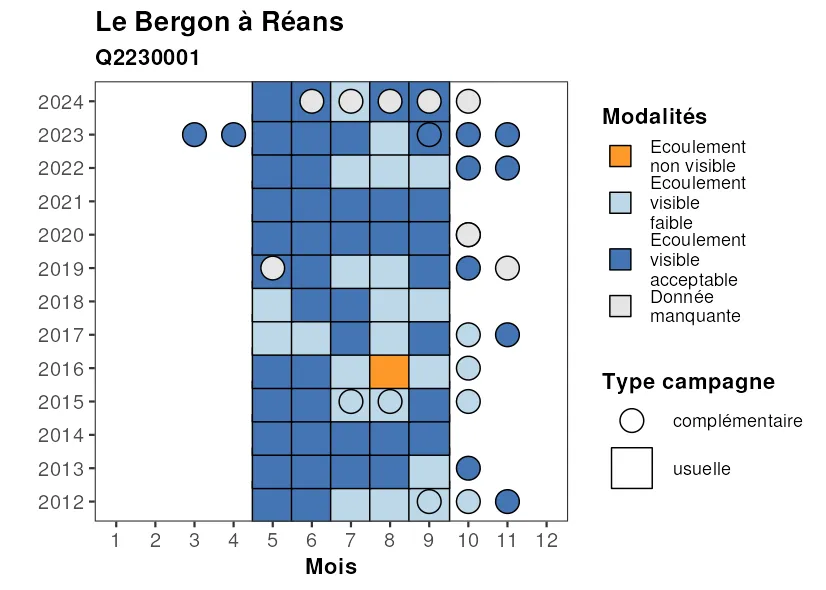 Le Bergon à Réans
Q2230001
2024
2023
2022
2021
2020
2019
2018
2017
2016
2015
2014
2013
2012
1 2 3 4 5 6 7 8 9 10 11 12
Mois
Modalités
Ecoulement
non visible
Ecoulement
visible
faible
Ecoulement
visible
acceptable
Donnée
manquante
Type campagne
complémentaire
usuelle